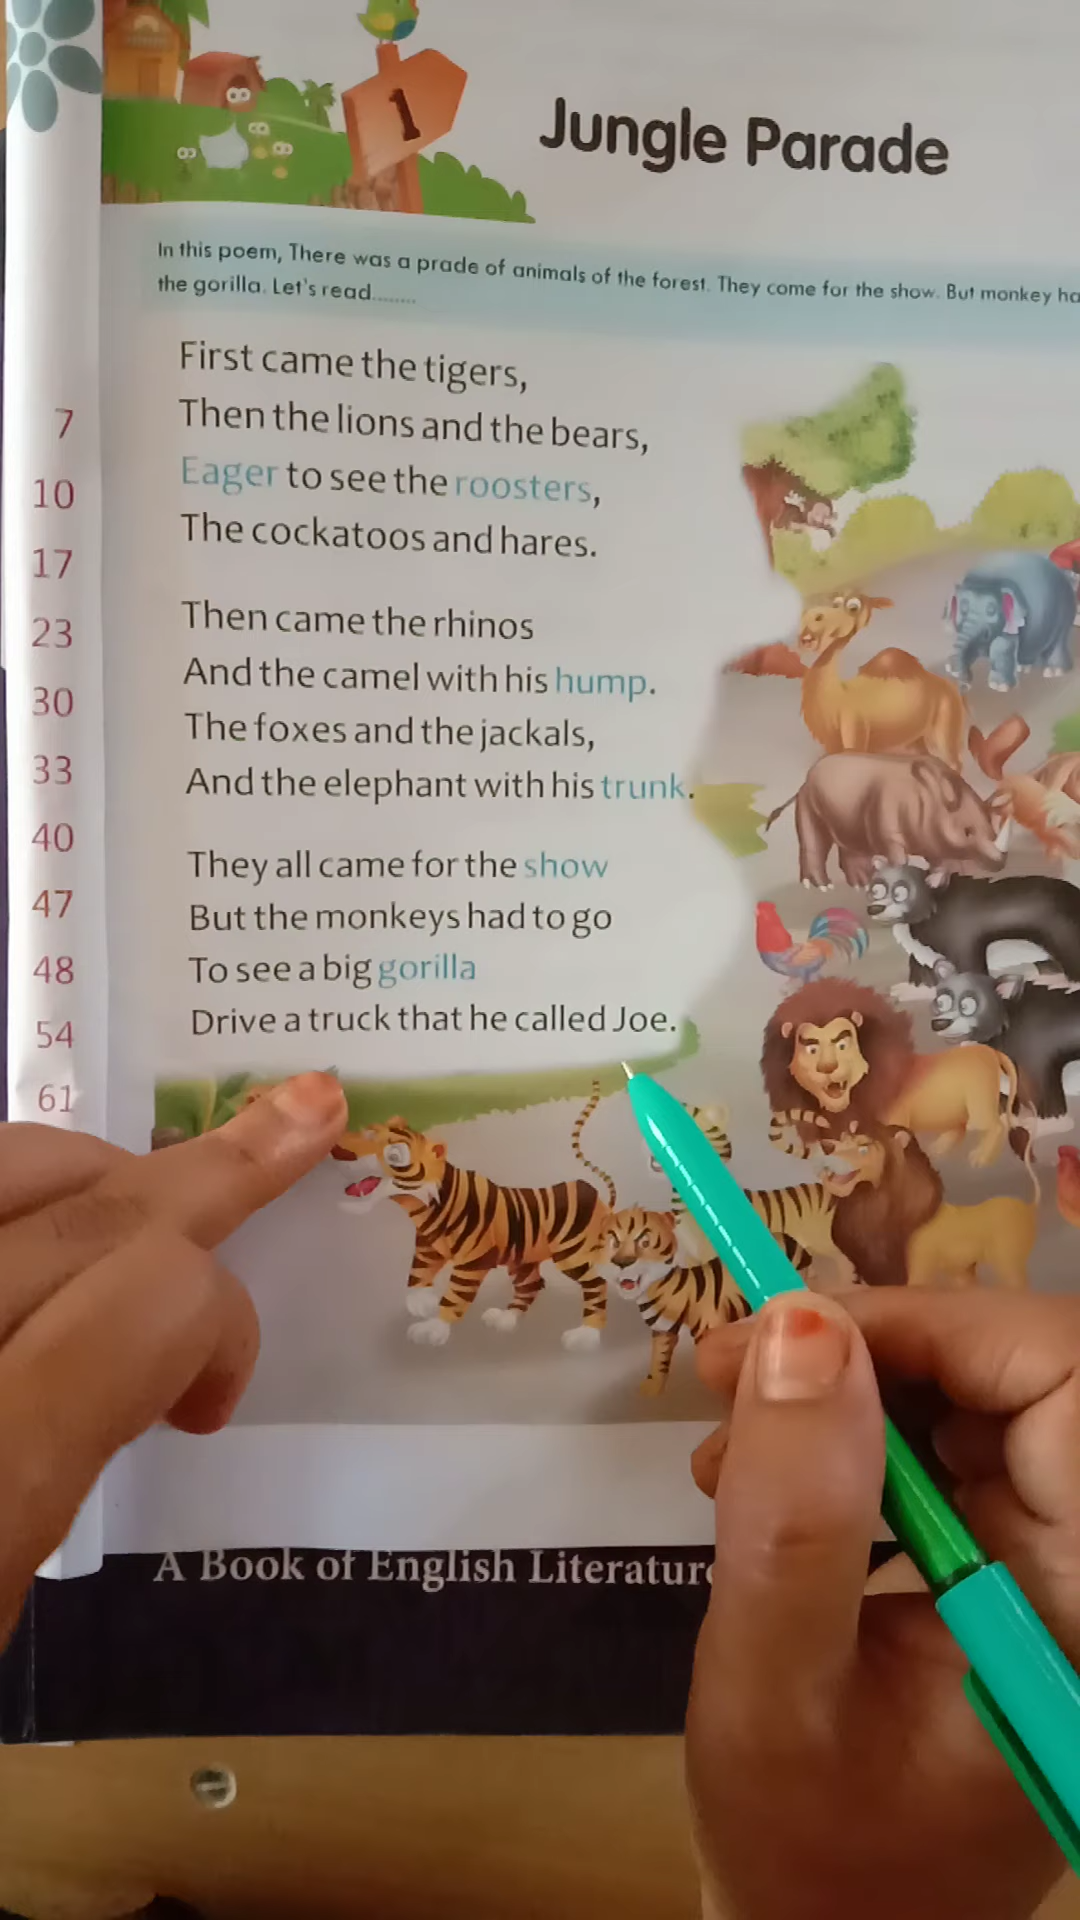 1
Jungle Parade
In this poem, There was a prade of animals of the forest. They come for the show. But monkey
the gorilla. Let's read........
First came the tigers,
Then the lions and the bears,
Eager to see the roosters,
The cockatoos and hares.
Then came the rhinos
And the camel with his hump.
The foxes and the jackals,
And the elephant with his trunk.
They all came for the show
But the monkeys had to go
To see a big gorilla
Drive a truck that he called Joe.
7
10
17
23
30
33
40
47
48
54
61
A Book of English Literature